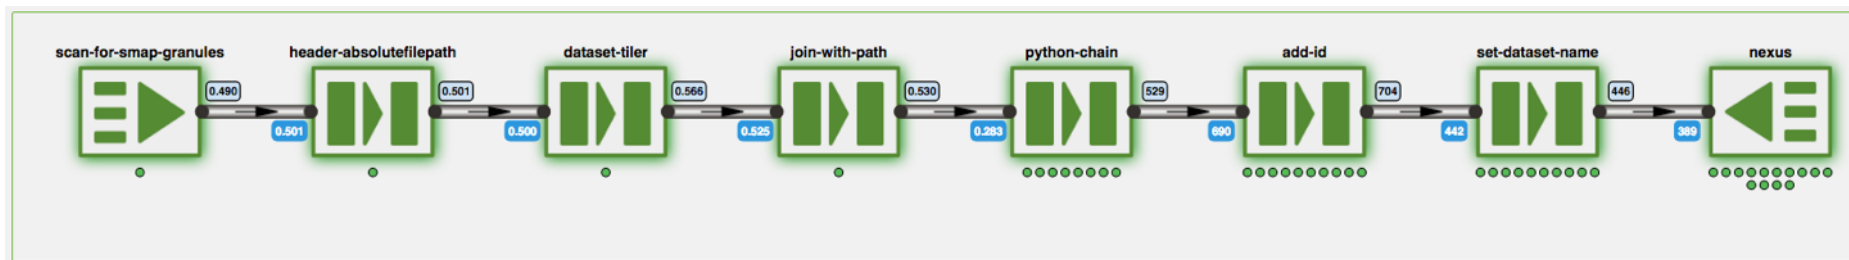 scan-for-smap-granules header-absolutefilepath dataset-tiler join-with-path python-chain add-id set-dataset-name nexus
0.490 0.501 0.566 0.530 529 704 446
0.501 0.500 0.525 0.283 690 442 389